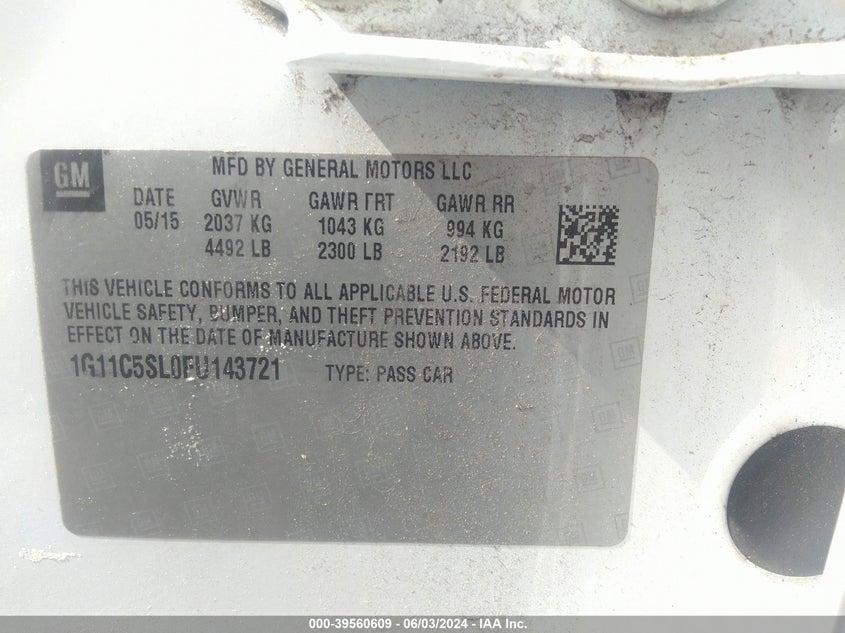 GM
MFD BY GENERAL MOTORS LLC
DATE GVWR GAWR FRT GAWR RR
05/15 2037 KG 1043 KG 994 KG
4492 LB 2300 LB 2192 LB
THIS VEHICLE CONFORMS TO ALL APPLICABLE U.S. FEDERAL MOTOR
VEHICLE SAFETY, BUMPER, AND THEFT PREVENTION STANDARDS IN
EFFECT ON THE DATE OF MANUFACTURE SHOWN ABOVE.
1G11C5SL0FU143721 TYPE: PASS CAR
000-39560609 - 06/03/2024 - IAA Inc.